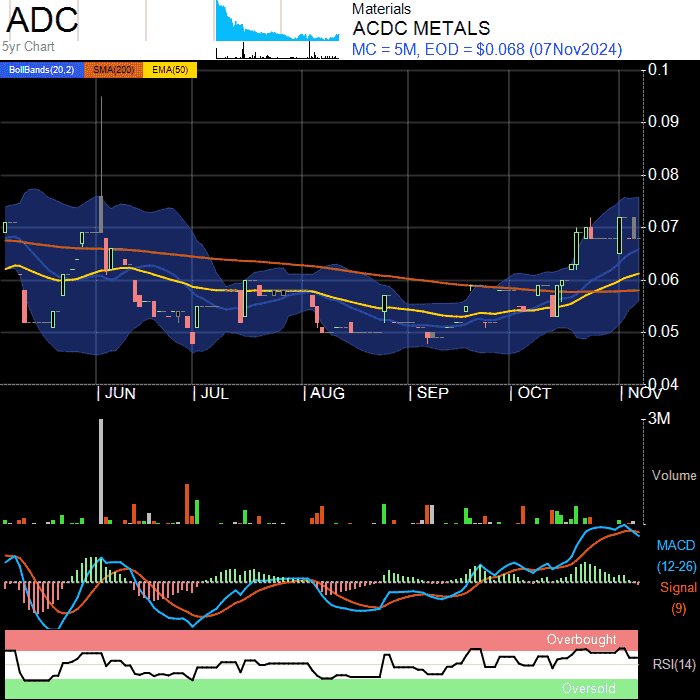 ADC
5yr Chart
Materials
ACDC METALS
MC = 5M, EOD = $0.068 (07Nov2024)
BollBands(20,2) SMA(200) EMA(50)
0.1
0.09
0.08
0.07
0.06
0.05
0.04
JUN JUL AUG SEP OCT NOV
3M
Volume
MACD
(12-26)
Signal
(9)
Overbought
RSI(14)
Oversold